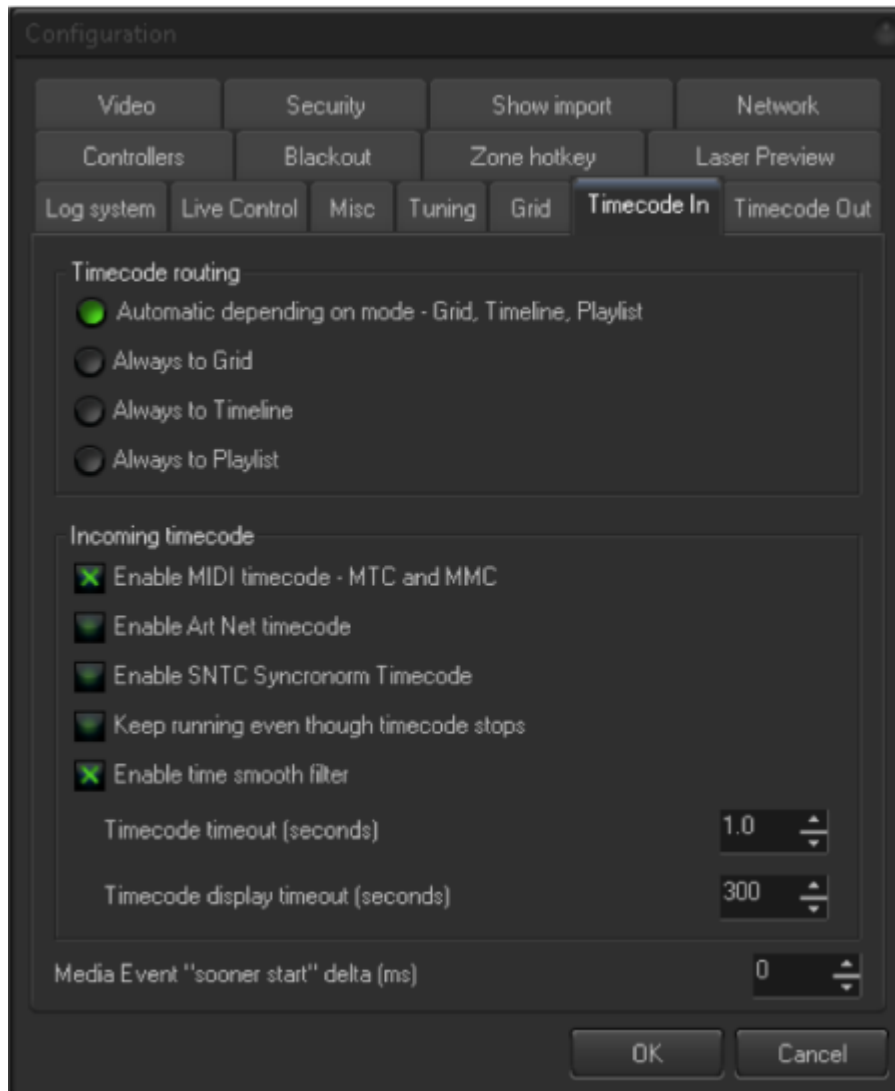 Configuration
Video Security Show import Network
Controllers Blackout Zone hotkey Laser Preview
Log system Live Control Misc Tuning Grid Timecode In Timecode Out
Timecode routing
Automatic depending on mode - Grid, Timeline, Playlist
Always to Grid
Always to Timeline
Always to Playlist
Incoming timecode
Enable MIDI timecode - MTC and MMC
Enable Art Net timecode
Enable SNTC Syncronorm Timecode
Keep running even though timecode stops
Enable time smooth filter
Timecode timeout (seconds) 1.0
Timecode display timeout (seconds) 300
Media Event "sooner start" delta (ms) 0
OK Cancel